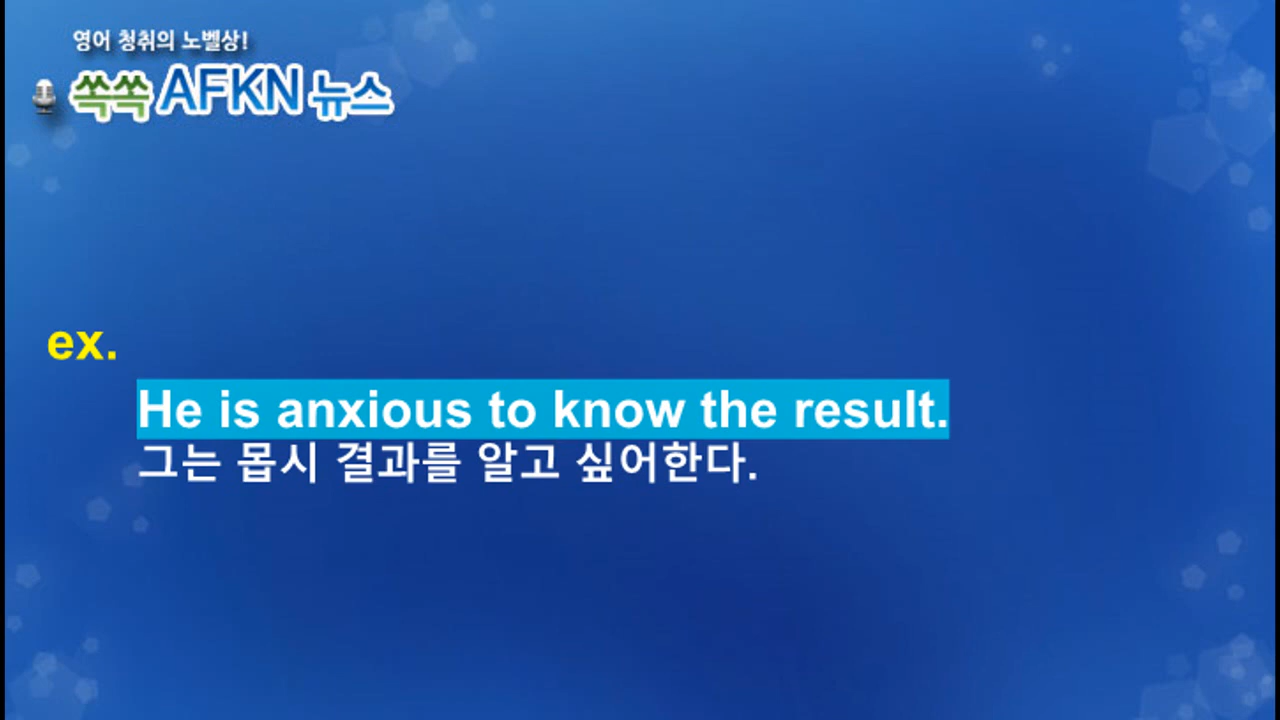 영어 청취의 노벨상!
쏙쏙 AFKN 뉴스
ex.
He is anxious to know the result.
그는 몹시 결과를 알고 싶어한다.